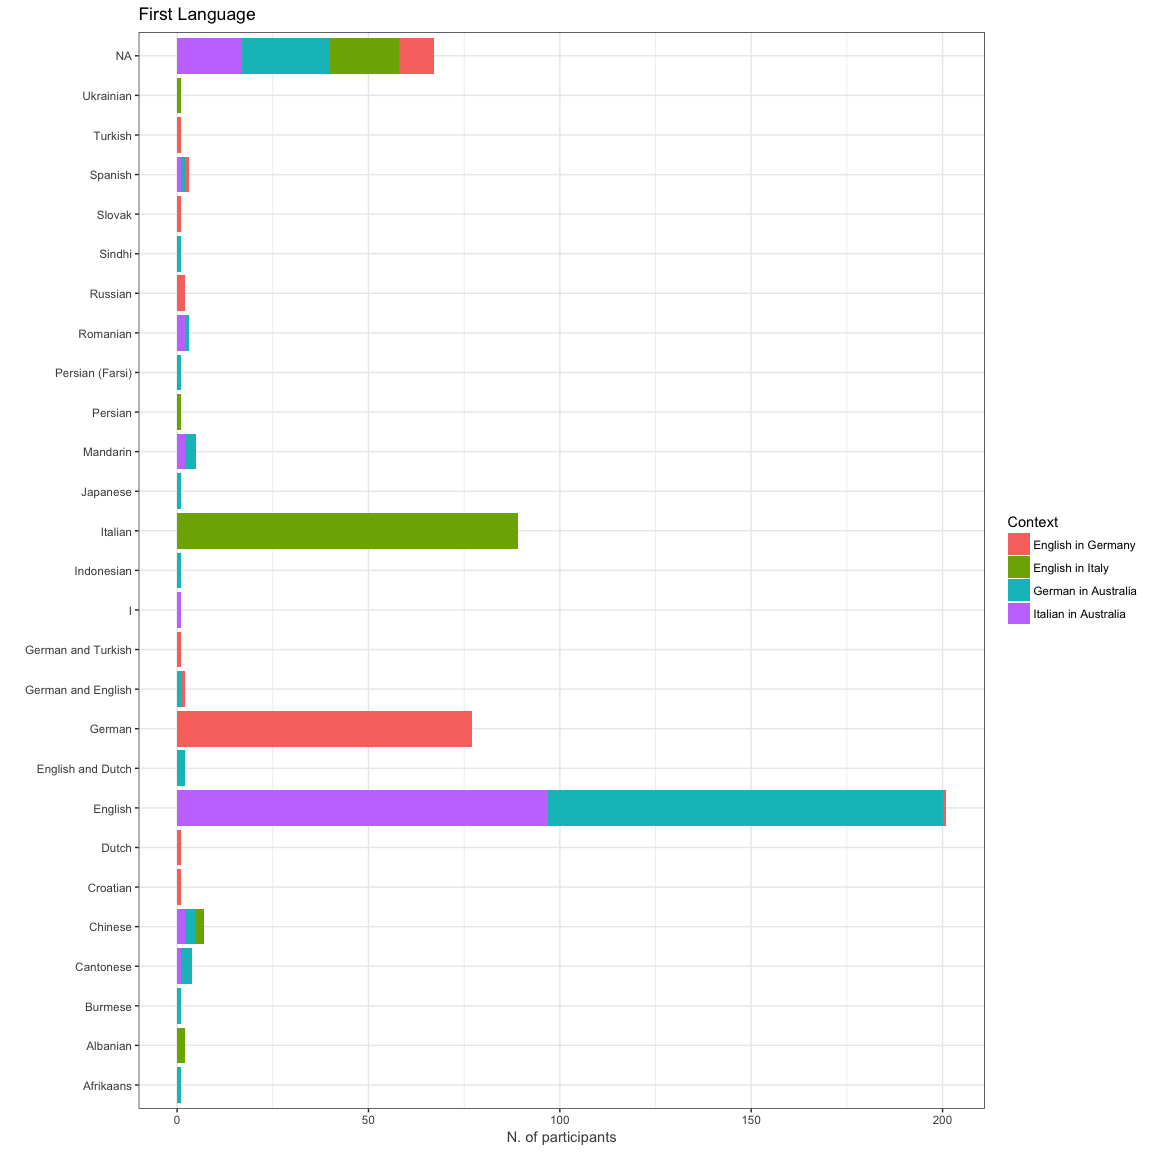 First Language
NA
Ukrainian
Turkish
Spanish
Slovak
Sindhi
Russian
Romanian
Persian (Farsi)
Persian
Mandarin
Japanese
Italian
Indonesian
I
German and Turkish
German and English
German
English and Dutch
English
Dutch
Croatian
Chinese
Cantonese
Burmese
Albanian
Afrikaans
0 50 100 150 200
N. of participants
Context
English in Germany
English in Italy
German in Australia
Italian in Australia